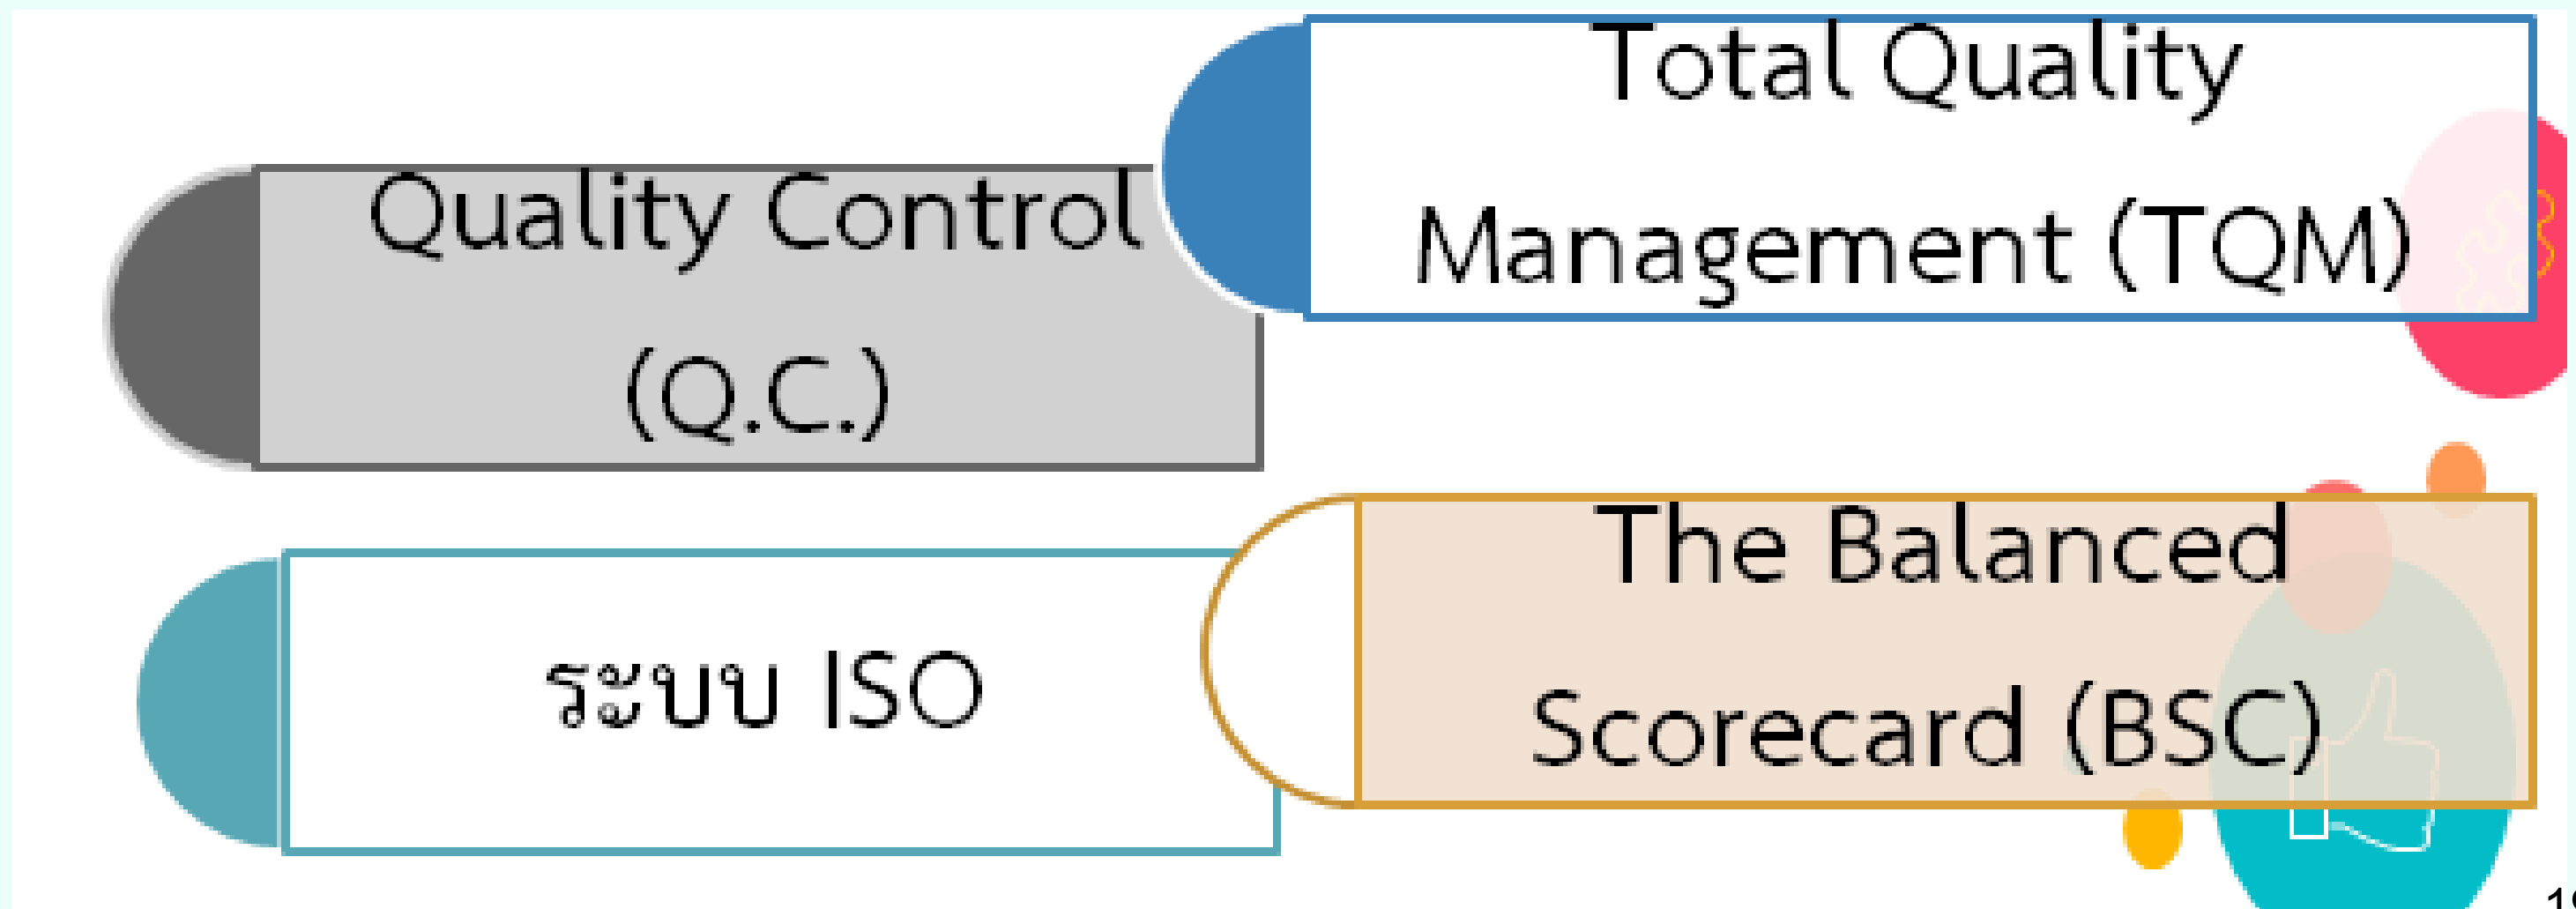 Quality Control
(Q.C.)
Total Quality
Management (TQM)
ระบบ ISO
The Balanced
Scorecard (BSC)